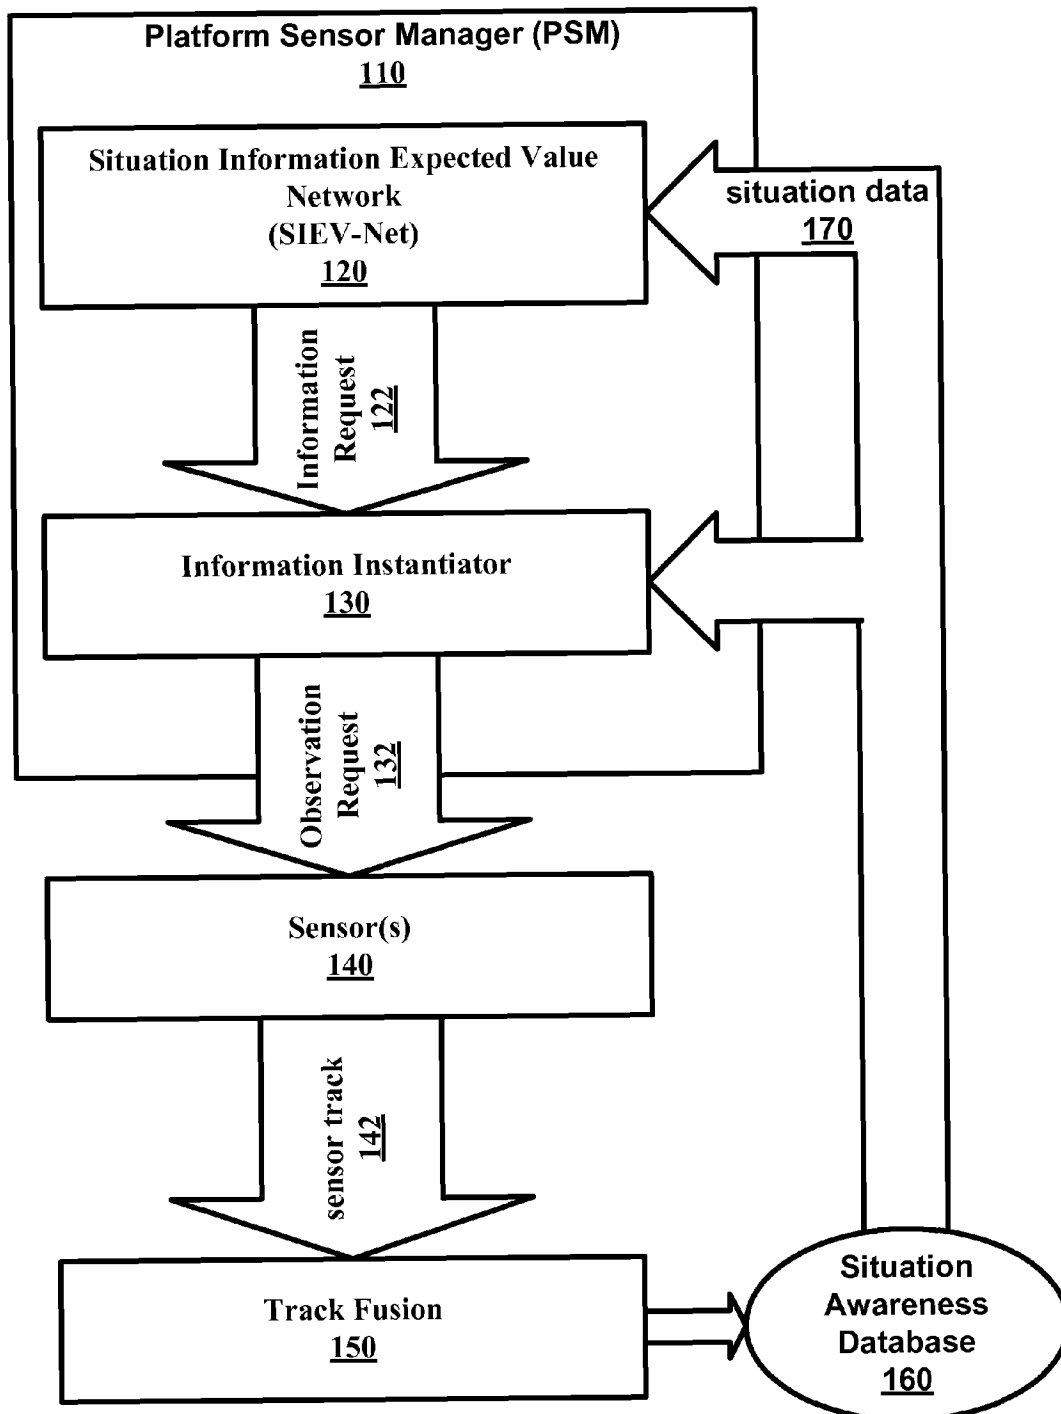 Platform Sensor Manager (PSM)
110
Situation Information Expected Value
Network
(SIEV-Net)
120
situation data
170
Information
Request
122
Information Instantiator
130
Observation
Request
132
Sensor(s)
140
sensor track
142
Track Fusion
150
Situation
Awareness
Database
160